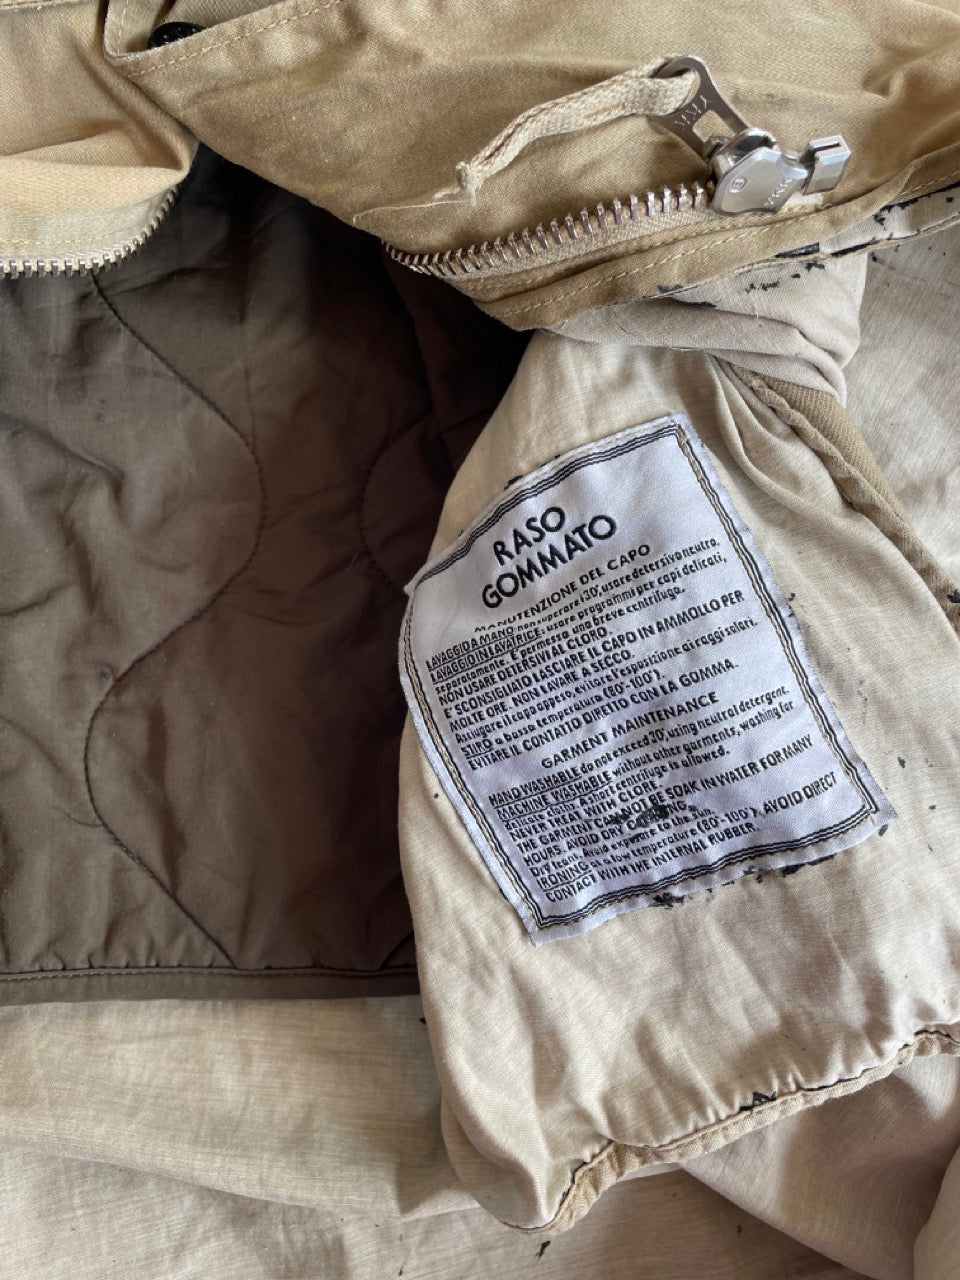 YKK
YKK
RASO
GOMMATO
MANUTENZIONE DEL CAPO
LAVAGGIO A MANO: non superare i 30°, usare detersivo neutro.
LAVAGGIO IN LAVATRICE: usare programmi per capi delicati,
separatamente. É permessa una breve centrifuga.
NON USARE DETERSIVI AL CLORO.
E' SCONSIGLIATO LASCIARE IL CAPO IN AMMOLLO PER
MOLTE ORE. NON LAVARE A SECCO.
Asciugare il capo appeso, evitare l'esposizione ai raggi solari.
STIRO a bassa temperatura (80-100°).
EVITARE IL CONTATTO DIRETTO CON LA GOMMA.
GARMENT MAINTENANCE
HAND WASHABLE do not exceed 30°, using neutral detergent.
MACHINE WASHABLE without other garments, washing for
delicate cloths. A short centrifuge is allowed.
NEVER TREAT WITH CLORE.
THE GARMENT CANNOT BE SOAK IN WATER FOR MANY
HOURS. AVOID DRY
Dry Avoid exposure to the sun.
IRONING at a low temperature (80-100°). AVOID DIRECT
CONTACT WITH THE INTERNAL RUBBER.